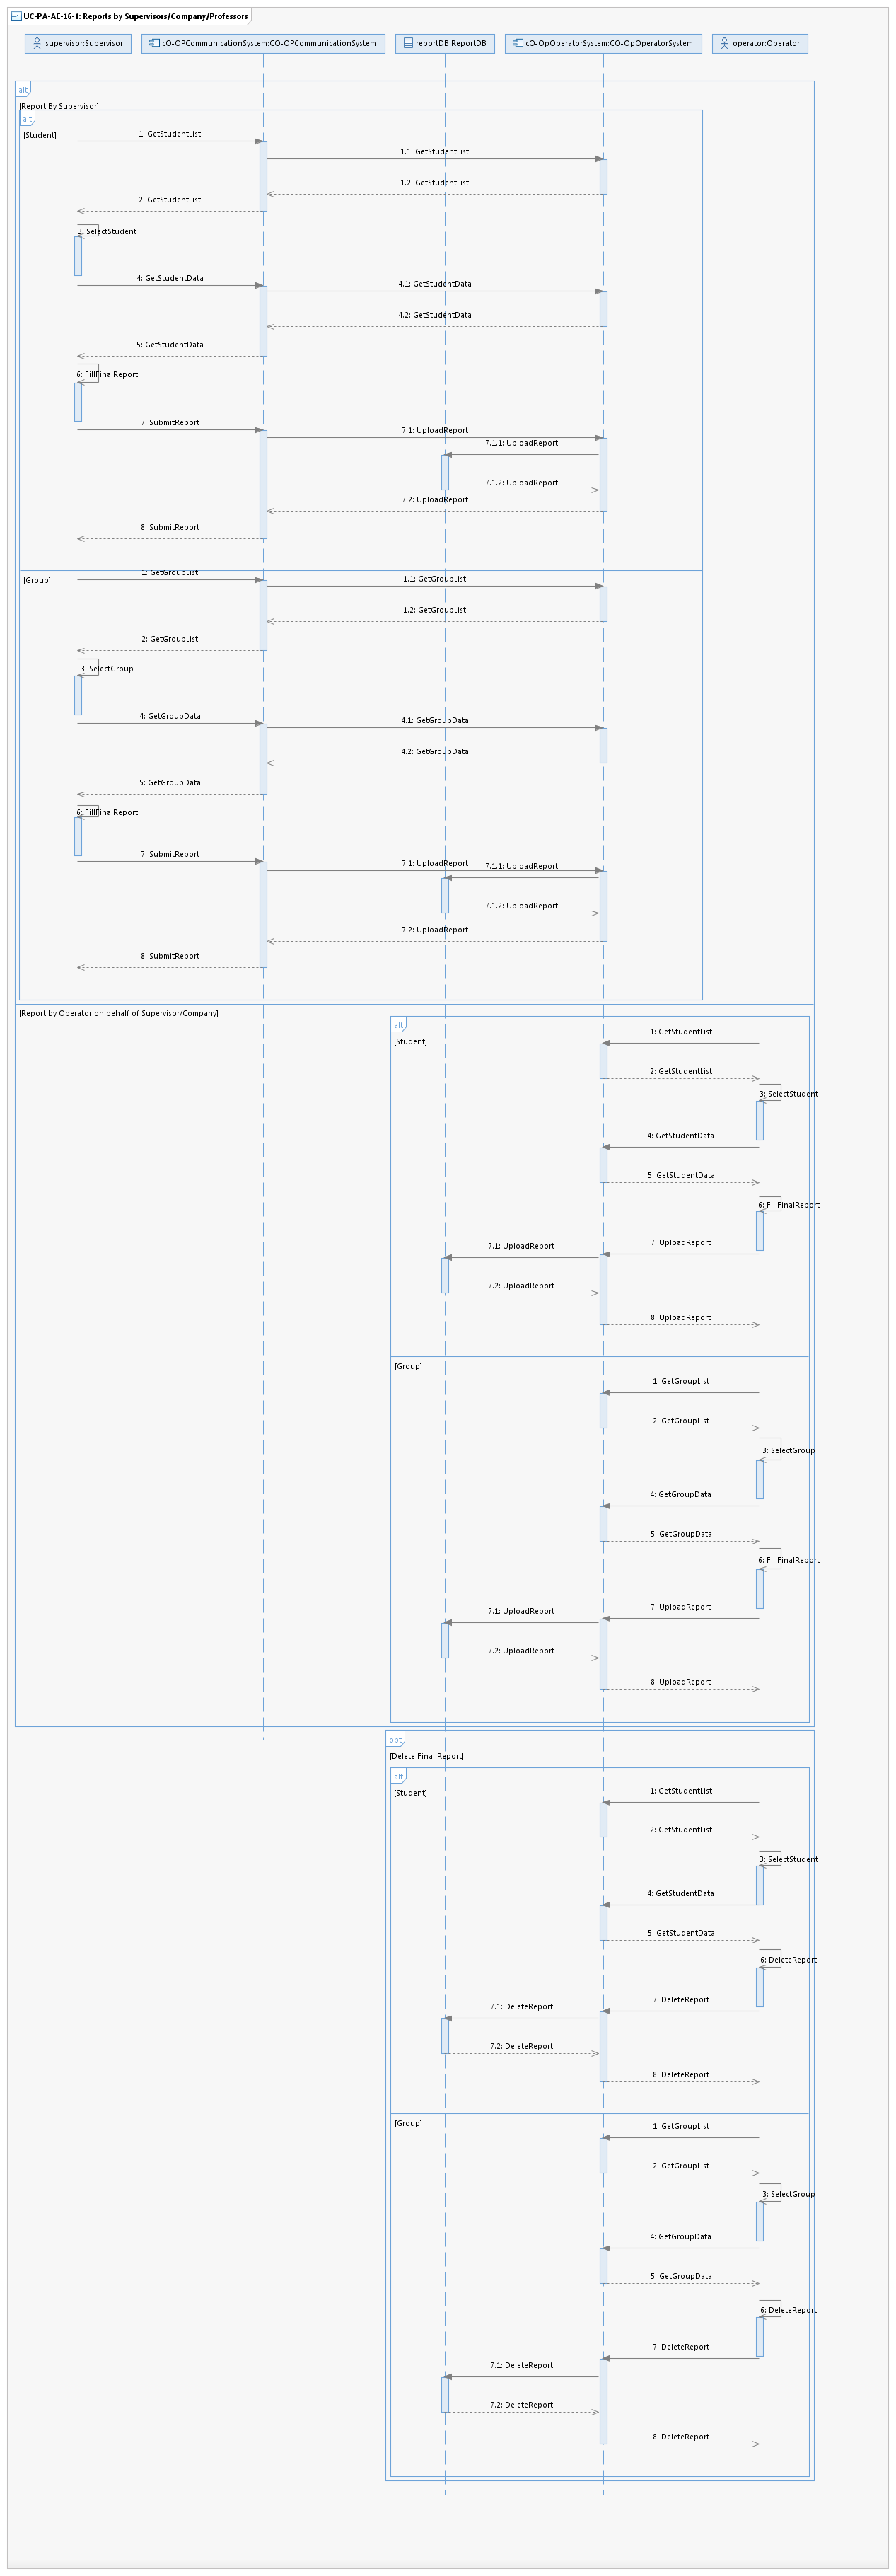 UC-PA-AE-16-1: Reports by Supervisors/Company/Professors
supervisor:Supervisor
cO-OPCommunicationSystem:CO-OPCommunicationSystem
reportDB:ReportDB
cO-OpOperatorSystem:CO-OpOperatorSystem
operator:Operator
alt
[Report By Supervisor]
alt
[Student]
1: GetStudentList
1.1: GetStudentList
1.2: GetStudentList
2: GetStudentList
3: SelectStudent
4: GetStudentData
4.1: GetStudentData
4.2: GetStudentData
5: GetStudentData
6: FillFinalReport
7: SubmitReport
7.1: UploadReport
7.1.1: UploadReport
7.1.2: UploadReport
7.2: UploadReport
8: SubmitReport
[Group]
1: GetGroupList
1.1: GetGroupList
1.2: GetGroupList
2: GetGroupList
3: SelectGroup
4: GetGroupData
4.1: GetGroupData
4.2: GetGroupData
5: GetGroupData
6: FillFinalReport
7: SubmitReport
7.1: UploadReport
7.1.1: UploadReport
7.1.2: UploadReport
7.2: UploadReport
8: SubmitReport
[Report by Operator on behalf of Supervisor/Company]
alt
[Student]
1: GetStudentList
2: GetStudentList
3: SelectStudent
4: GetStudentData
5: GetStudentData
6: FillFinalReport
7: UploadReport
7.1: UploadReport
7.2: UploadReport
8: UploadReport
[Group]
1: GetGroupList
2: GetGroupList
3: SelectGroup
4: GetGroupData
5: GetGroupData
6: FillFinalReport
7: UploadReport
7.1: UploadReport
7.2: UploadReport
8: UploadReport
opt
[Delete Final Report]
alt
[Student]
1: GetStudentList
2: GetStudentList
3: SelectStudent
4: GetStudentData
5: GetStudentData
6: DeleteReport
7: DeleteReport
7.1: DeleteReport
7.2: DeleteReport
8: DeleteReport
[Group]
1: GetGroupList
2: GetGroupList
3: SelectGroup
4: GetGroupData
5: GetGroupData
6: DeleteReport
7: DeleteReport
7.1: DeleteReport
7.2: DeleteReport
8: DeleteReport